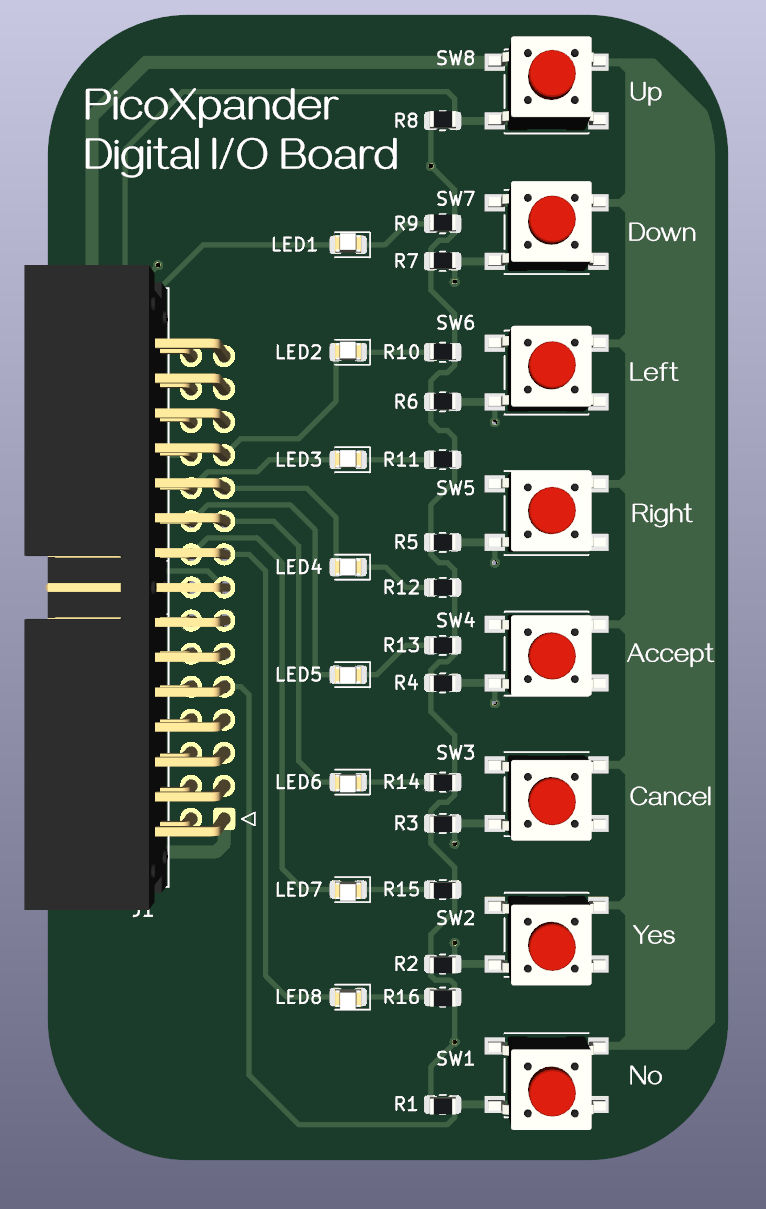 SW8
PicoXpander
Up
R8
Digital I/O Board
SW7
R9
Down
LED1
R7
SW6
LED2
R10
Left
R6
LED3
R11
SW5
Right
R5
LED4
R12
SW4
R13
Accept
LED5
R4
SW3
LED6
R14
Cancel
R3
LED7
R15
SW2
J1
Yes
R2
LED8
R16
SW1
No
R1